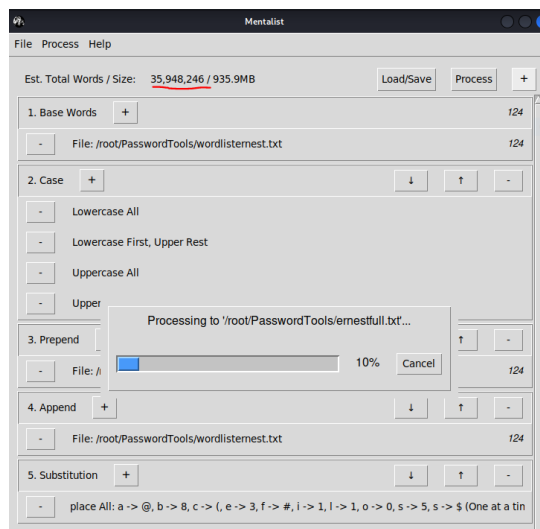 Mentalist
File Process Help
Est. Total Words / Size: 35,948,246 / 935.9MB Load/Save Process +
1. Base Words + 124
- File: /root/PasswordTools/wordlisternest.txt 124
2. Case + ↓ ↑ -
- Lowercase All
- Lowercase First, Upper Rest
- Uppercase All
- Upper
Processing to '/root/PasswordTools/ernestfull.txt'...
10% Cancel
3. Prepend ↑ -
- File: /r 124
4. Append + ↓ ↑ -
- File: /root/PasswordTools/wordlisternest.txt 124
5. Substitution + ↓ ↑ -
- place All: a -> @, b -> 8, c -> (, e -> 3, f -> #, i -> 1, l -> 1, o -> 0, s -> 5, s -> $ (One at a tin